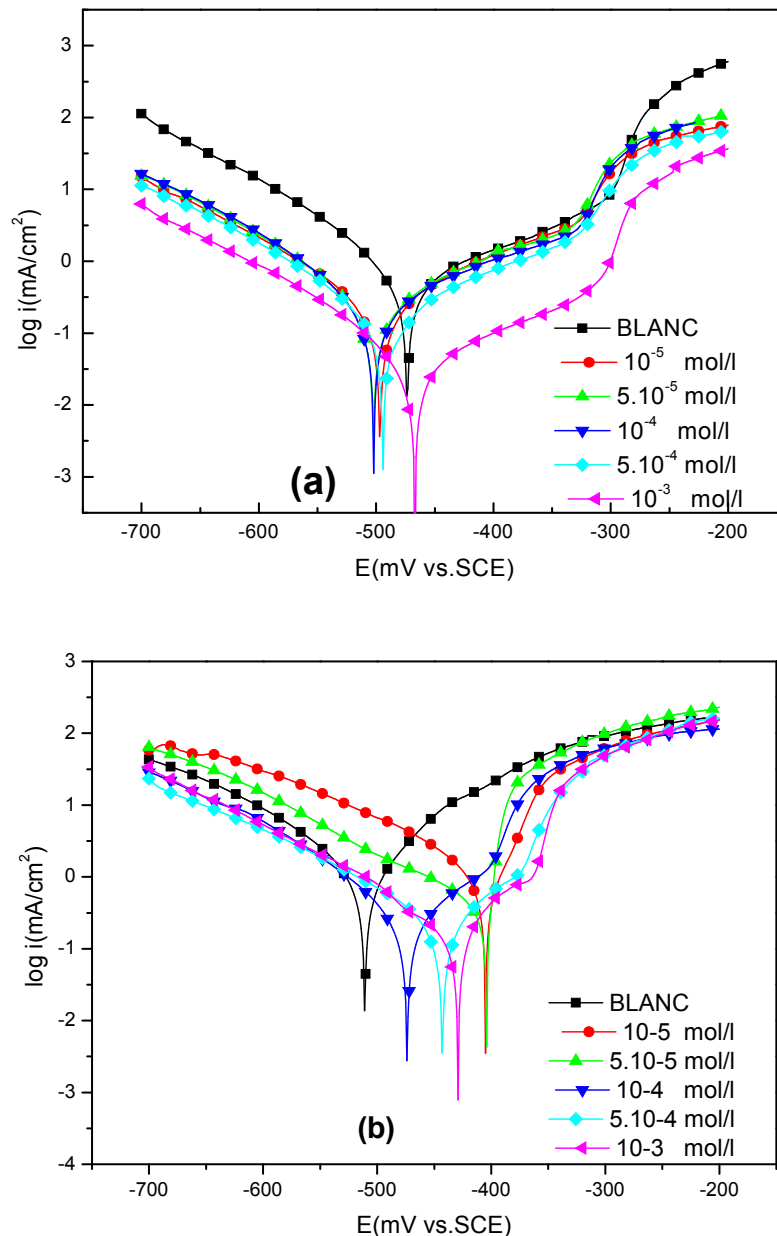 3
2
1
0
-1
-2
-3
log i(mA/cm²)
BLANC
10⁻⁵ mol/l
5.10⁻⁵ mol/l
10⁻⁴ mol/l
5.10⁻⁴ mol/l
10⁻³ mol/l
(a)
-700 -600 -500 -400 -300 -200
E(mV vs.SCE)
3
2
1
0
-1
-2
-3
-4
log i(mA/cm²)
BLANC
10-5 mol/l
5.10-5 mol/l
10-4 mol/l
5.10-4 mol/l
10-3 mol/l
(b)
-700 -600 -500 -400 -300 -200
E(mV vs.SCE)